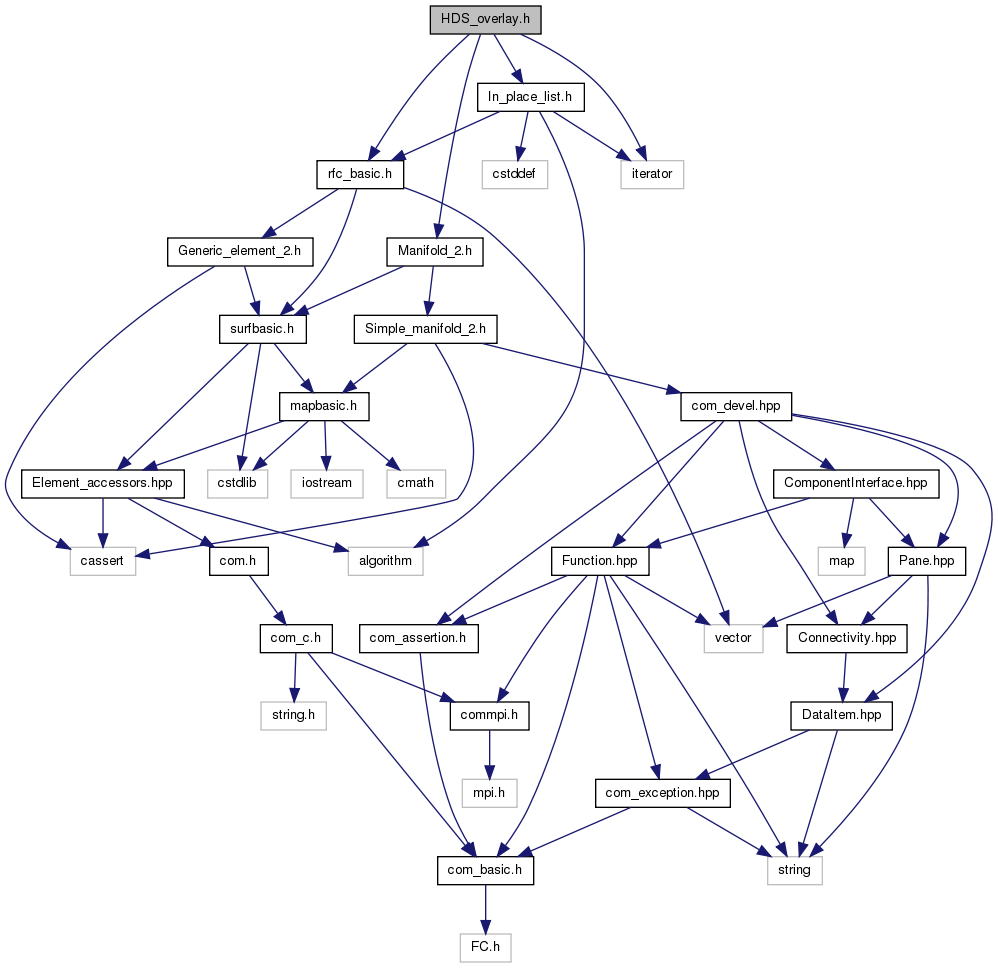 HDS_overlay.h
In_place_list.h
rfc_basic.h
cstddef
iterator
Generic_element_2.h
Manifold_2.h
surfbasic.h
Simple_manifold_2.h
mapbasic.h
com_devel.hpp
Element_accessors.hpp
cstdlib
iostream
cmath
ComponentInterface.hpp
cassert
com.h
algorithm
Function.hpp
map
Pane.hpp
com_c.h
com_assertion.h
vector
Connectivity.hpp
string.h
commpi.h
DataItem.hpp
mpi.h
com_exception.hpp
com_basic.h
string
FC.h